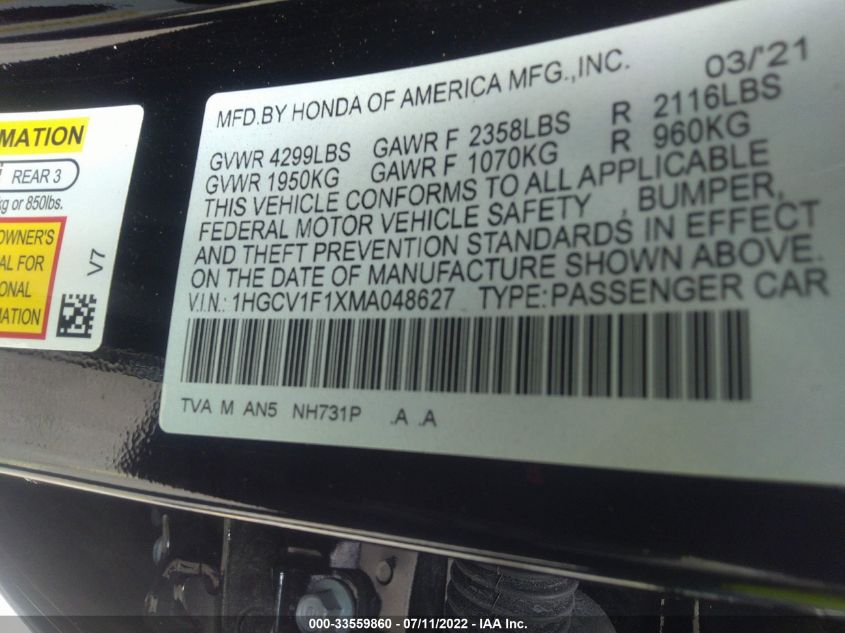 MATION
REAR 3
kg or 850lbs.
OWNER'S
AL FOR
ONAL
MATION
V7
MFD.BY HONDA OF AMERICA MFG.,INC. 03/'21
GVWR 4299LBS GAWR F 2358LBS R 2116LBS
GVWR 1950KG GAWR F 1070KG R 960KG
THIS VEHICLE CONFORMS TO ALL APPLICABLE
FEDERAL MOTOR VEHICLE SAFETY , BUMPER,
AND THEFT PREVENTION STANDARDS IN EFFECT
ON THE DATE OF MANUFACTURE SHOWN ABOVE.
V.I.N.: 1HGCV1F1XMA048627 TYPE: PASSENGER CAR
TVA M AN5 NH731P .A .A
000-33559860 - 07/11/2022 - IAA Inc.